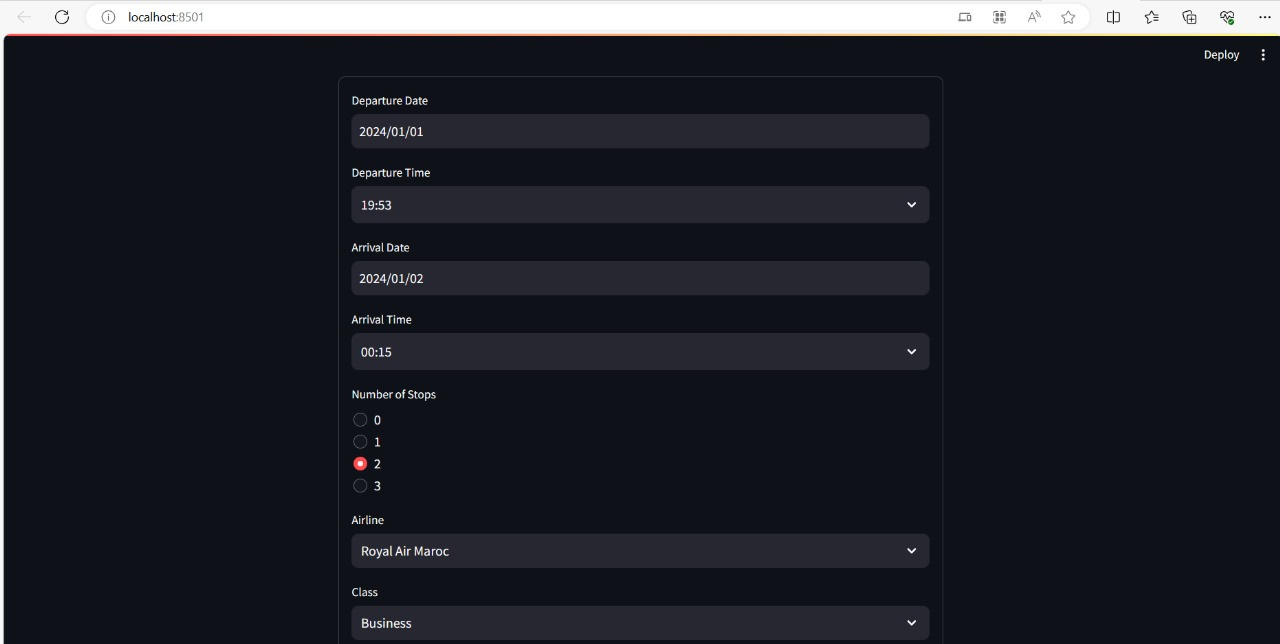 localhost:8501
Deploy
Departure Date
2024/01/01
Departure Time
19:53
Arrival Date
2024/01/02
Arrival Time
00:15
Number of Stops
0
1
2
3
Airline
Royal Air Maroc
Class
Business